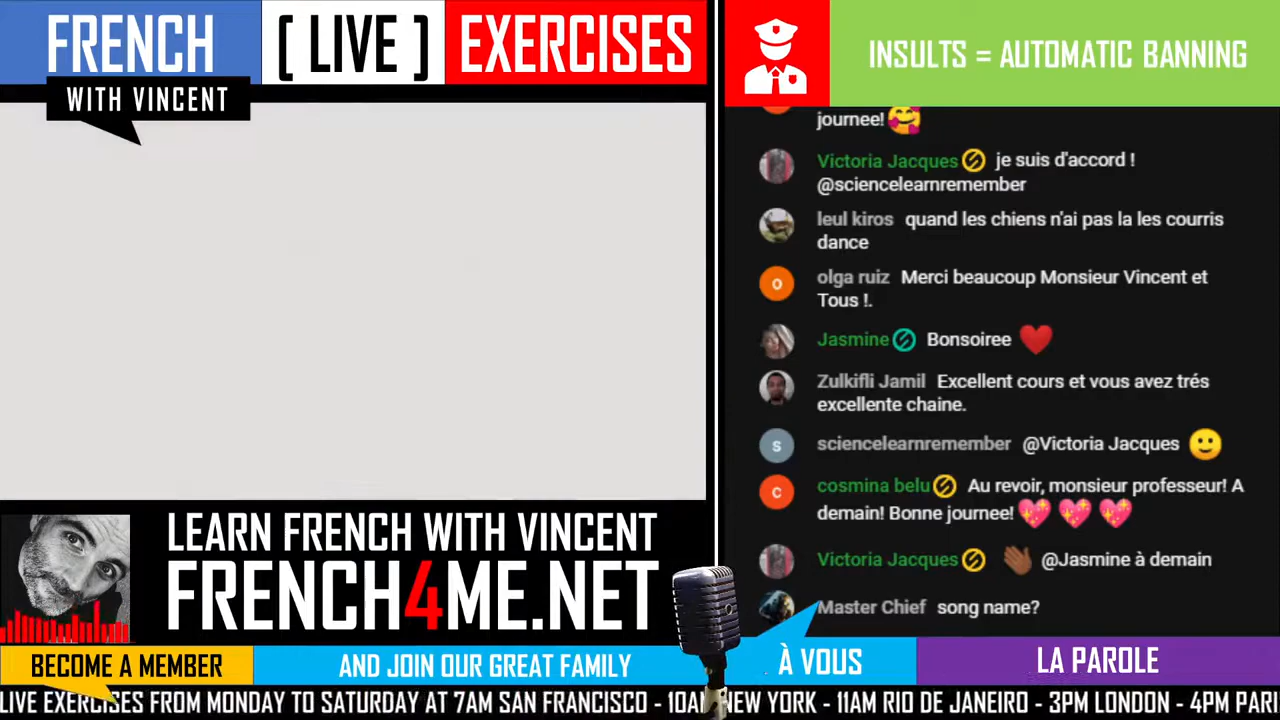 FRENCH [ LIVE ] EXERCISES
WITH VINCENT
INSULTS = AUTOMATIC BANNING
journee! 🥰
Victoria Jacques je suis d'accord !
@sciencelearnremember
leul kiros quand les chiens n'ai pas la les courris
dance
olga ruiz Merci beaucoup Monsieur Vincent et
Tous !.
Jasmine Bonsoiree ❤️
Zulkifli Jamil Excellent cours et vous avez trés
excellente chaine.
sciencelearnremember @Victoria Jacques 🙂
cosmina belu Au revoir, monsieur professeur! A
demain! Bonne journee! 💖 💖 💖
Victoria Jacques 👋🏾 @Jasmine à demain
Master Chief song name?
LEARN FRENCH WITH VINCENT
FRENCH4ME.NET
BECOME A MEMBER AND JOIN OUR GREAT FAMILY
À VOUS LA PAROLE
LIVE EXERCISES FROM MONDAY TO SATURDAY AT 7AM SAN FRANCISCO - 10AM NEW YORK - 11AM RIO DE JANEIRO - 3PM LONDON - 4PM PARI